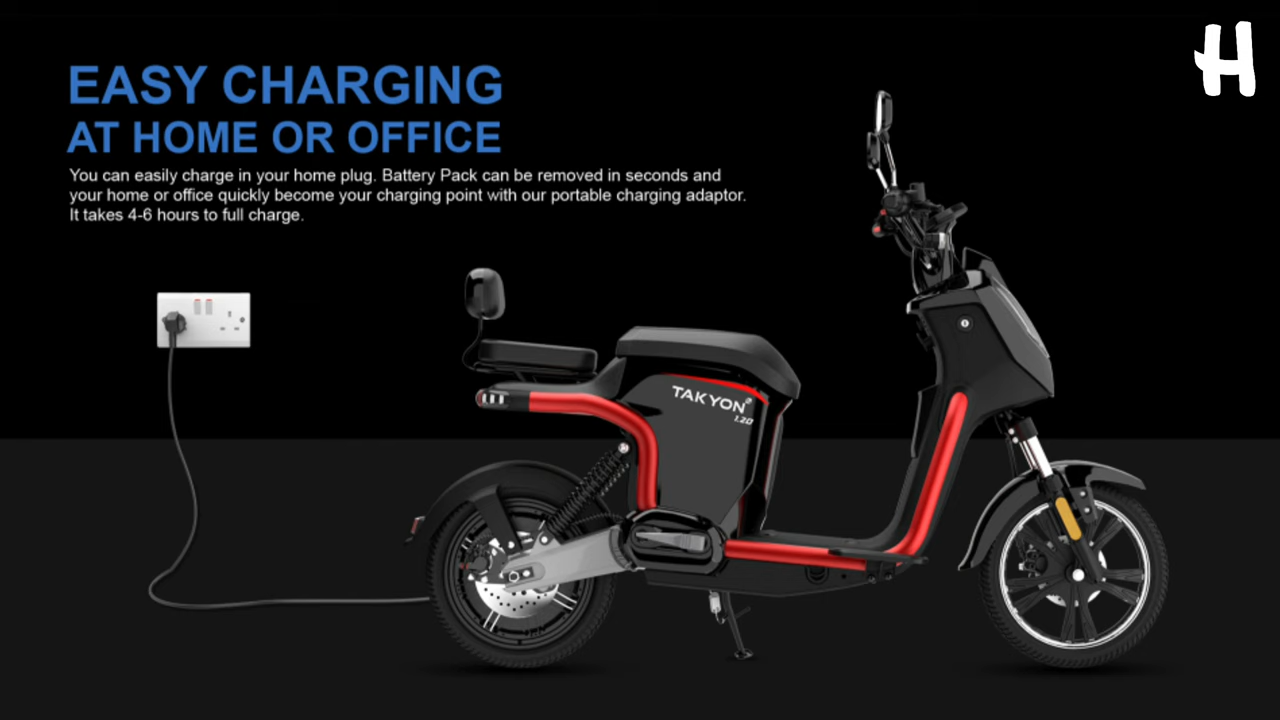 H
EASY CHARGING
AT HOME OR OFFICE
You can easily charge in your home plug. Battery Pack can be removed in seconds and
your home or office quickly become your charging point with our portable charging adaptor.
It takes 4-6 hours to full charge.
TAKYON
1.20